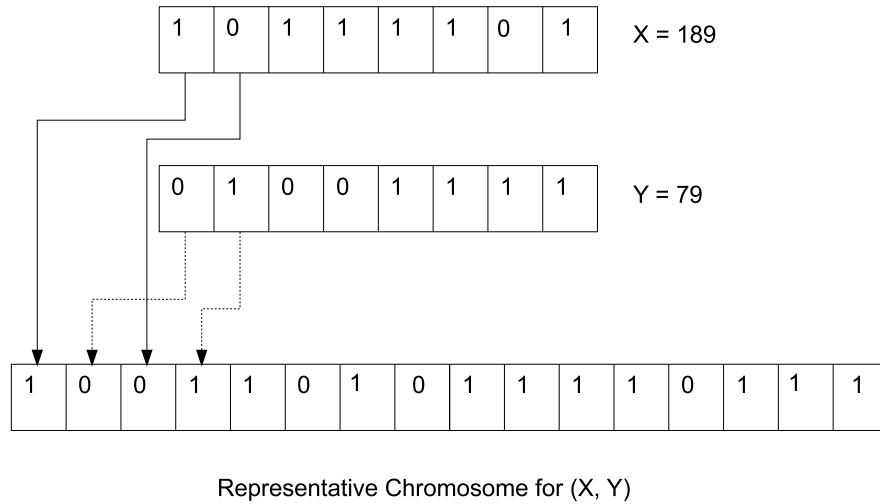 1 0 1 1 1 1 0 1 X = 189
0 1 0 0 1 1 1 1 Y = 79
1 0 0 1 1 0 1 0 1 1 1 1 0 1 1 1
Representative Chromosome for (X, Y)